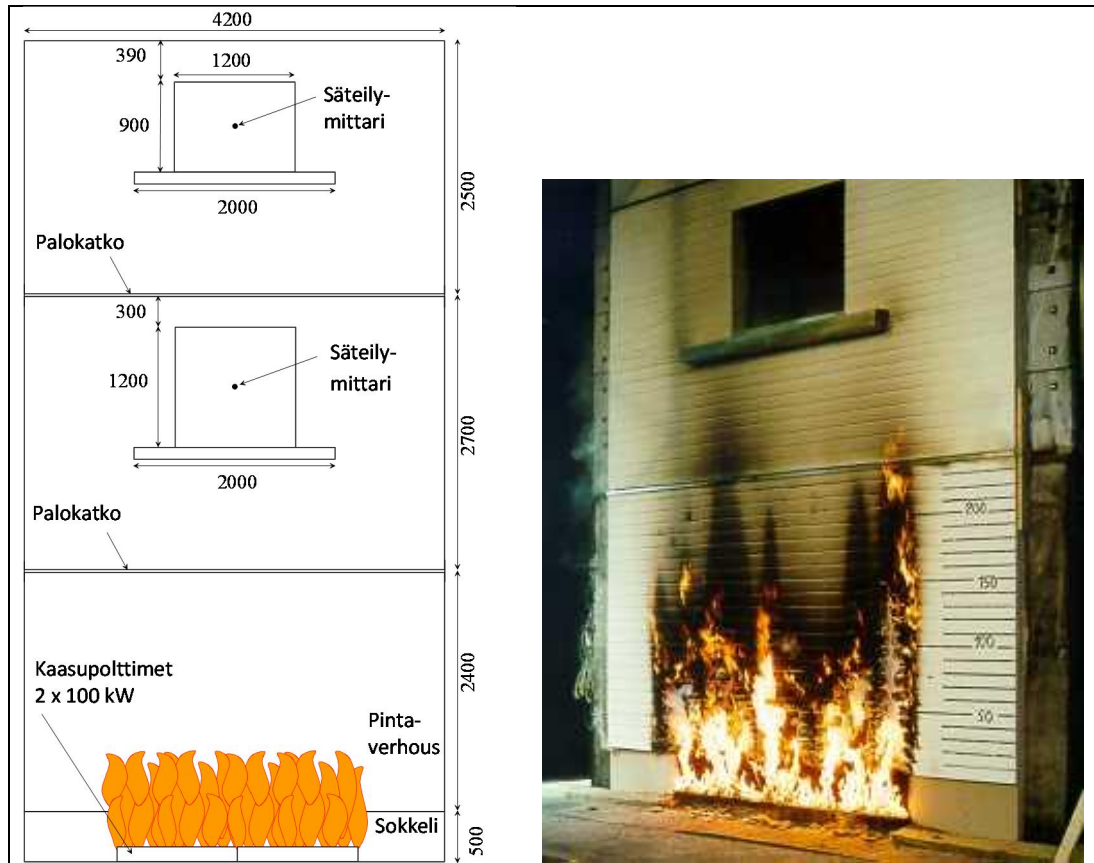 4200
390
1200
Säteily-
mittari
900
2000
2500
Palokatko
300
Säteily-
mittari
1200
2700
2000
Palokatko
Kaasupolttimet
2 x 100 kW
2400
Pinta-
verhous
Sokkeli
500
200
150
100
50